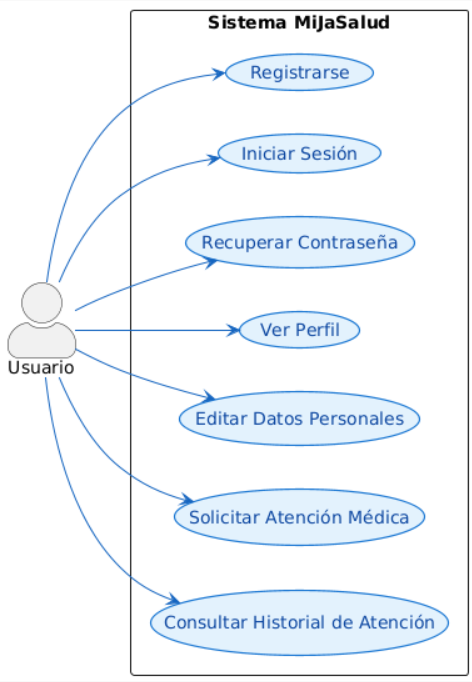 Sistema MiJaSalud
Registrarse
Iniciar Sesión
Recuperar Contraseña
Ver Perfil
Usuario
Editar Datos Personales
Solicitar Atención Médica
Consultar Historial de Atención